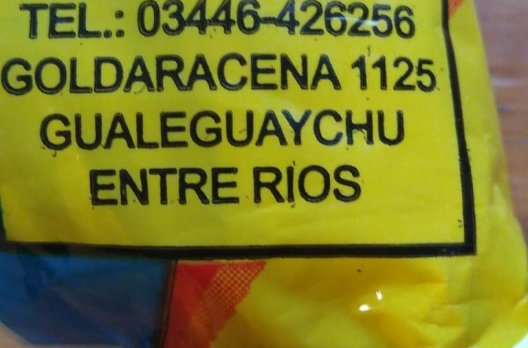 TEL.: 03446-426256
GOLDARACENA 1125
GUALEGUAYCHU
ENTRE RIOS